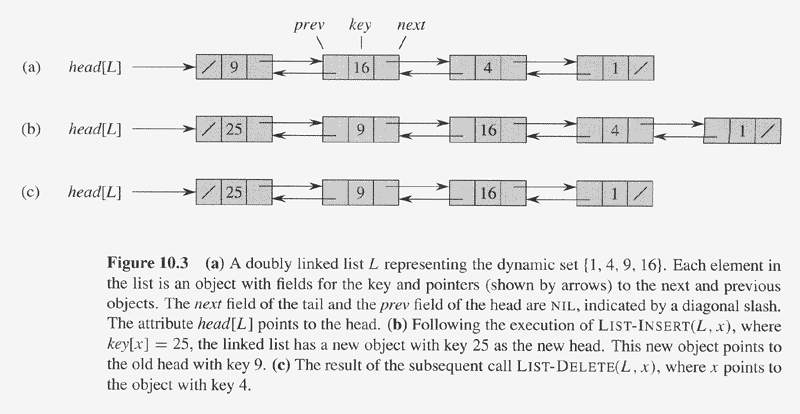 prev key next
(a) head[L] / 9 16 4 1 /
(b) head[L] / 25 9 16 4 1 /
(c) head[L] / 25 9 16 1 /
Figure 10.3 (a) A doubly linked list L representing the dynamic set {1, 4, 9, 16}. Each element in
the list is an object with fields for the key and pointers (shown by arrows) to the next and previous
objects. The next field of the tail and the prev field of the head are NIL, indicated by a diagonal slash.
The attribute head[L] points to the head. (b) Following the execution of LIST-INSERT(L, x), where
key[x] = 25, the linked list has a new object with key 25 as the new head. This new object points to
the old head with key 9. (c) The result of the subsequent call LIST-DELETE(L, x), where x points to
the object with key 4.